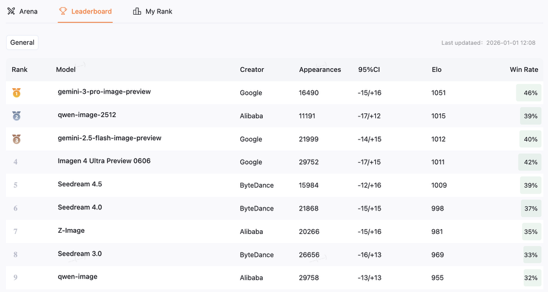 Arena Leaderboard My Rank
General Last updataed: 2026-01-01 12:06
Rank Model Creator Appearances 95%CI Elo Win Rate
gemini-3-pro-image-preview Google 16490 -15/+16 1051 46%
qwen-image-2512 Alibaba 11191 -17/+12 1015 39%
gemini-2.5-flash-image-preview Google 21999 -14/+15 1012 40%
4 Imagen 4 Ultra Preview 0606 Google 29752 -17/+15 1011 42%
5 Seedream 4.5 ByteDance 15984 -12/+16 1009 39%
6 Seedream 4.0 ByteDance 21868 -15/+15 998 37%
7 Z-Image Alibaba 20266 -15/+16 981 35%
8 Seedream 3.0 ByteDance 26656 -16/+13 969 33%
9 qwen-image Alibaba 29758 -13/+13 955 32%